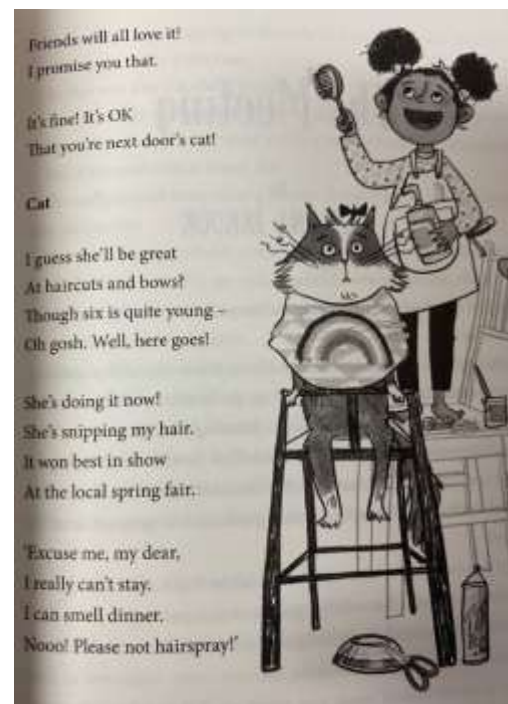 Friends will all love it!
I promise you that.
It's fine! It's OK
That you're next door's cat!
Cat
I guess she'll be great
At haircuts and bows?
Though six is quite young –
Oh gosh. Well, here goes!
She's doing it now!
She's snipping my hair.
It won best in show
At the local spring fair.
'Excuse me, my dear,
I really can't stay.
I can smell dinner.
Nooo! Please not hairspray!'